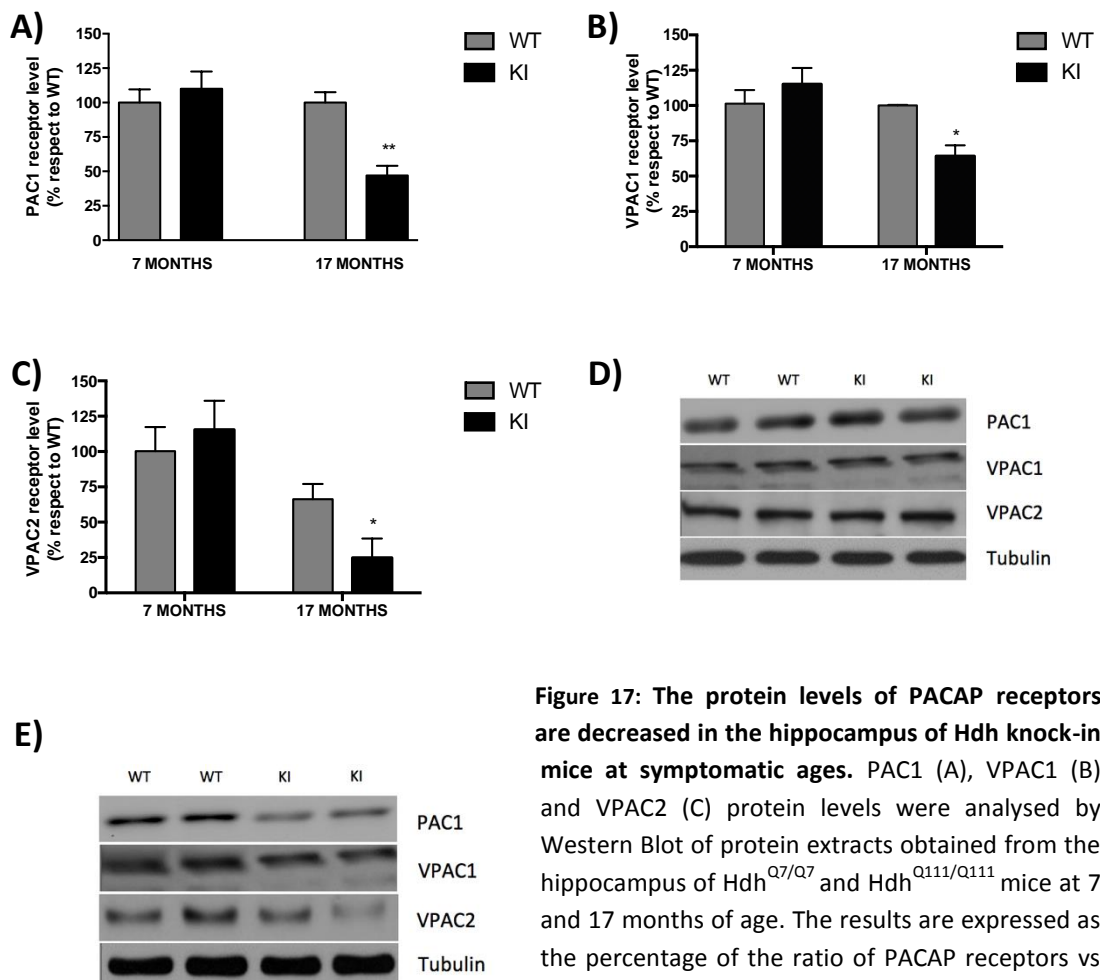 A)
150
125
100
75
50
25
0
PAC1 receptor level
(% respect to WT)
**
7 MONTHS 17 MONTHS
WT
KI
B)
150
125
100
75
50
25
0
VPAC1 receptor level
(% respect to WT)
*
7 MONTHS 17 MONTHS
WT
KI
C)
150
125
100
75
50
25
0
VPAC2 receptor level
(% respect to WT)
*
7 MONTHS 17 MONTHS
WT
KI
D)
WT WT KI KI
PAC1
VPAC1
VPAC2
Tubulin
E)
WT WT KI KI
PAC1
VPAC1
VPAC2
Tubulin
Figure 17: The protein levels of PACAP receptors
are decreased in the hippocampus of Hdh knock-in
mice at symptomatic ages. PAC1 (A), VPAC1 (B)
and VPAC2 (C) protein levels were analysed by
Western Blot of protein extracts obtained from the
hippocampus of Hdh^Q7/Q7 and Hdh^Q111/Q111 mice at 7
and 17 months of age. The results are expressed as
the percentage of the ratio of PACAP receptors vs